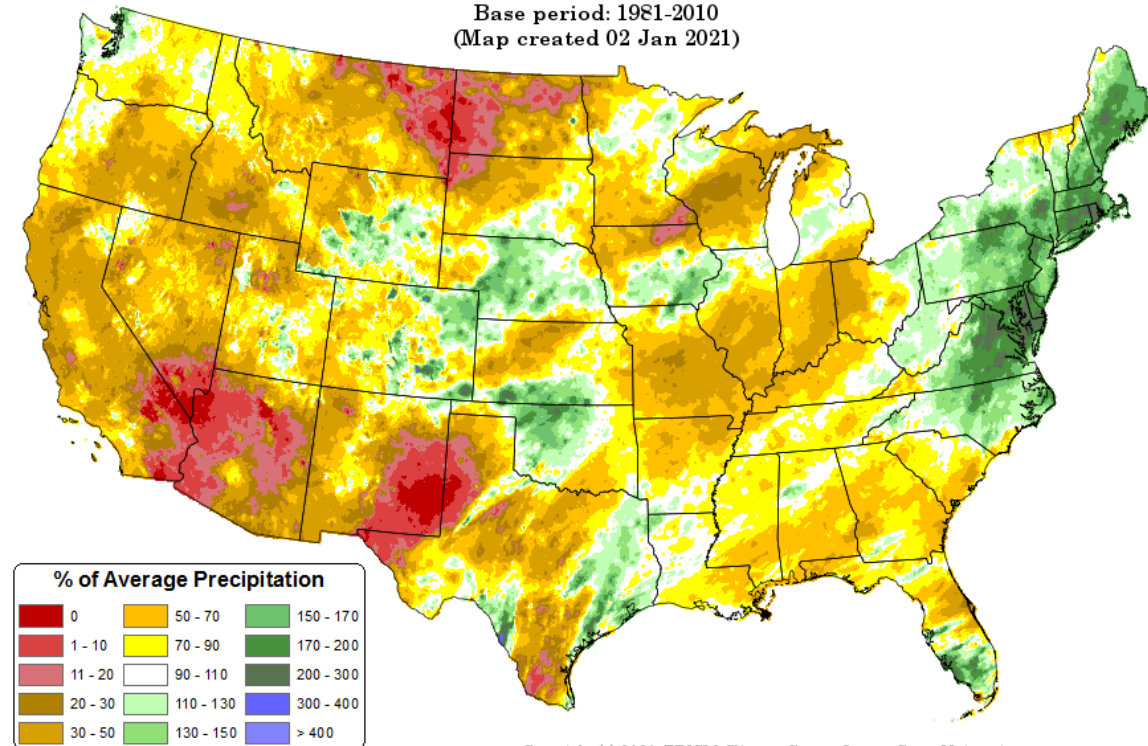 Base period: 1981-2010
(Map created 02 Jan 2021)
% of Average Precipitation
0
50 - 70
150 - 170
1 - 10
70 - 90
170 - 200
11 - 20
90 - 110
200 - 300
20 - 30
110 - 130
300 - 400
30 - 50
130 - 150
> 400